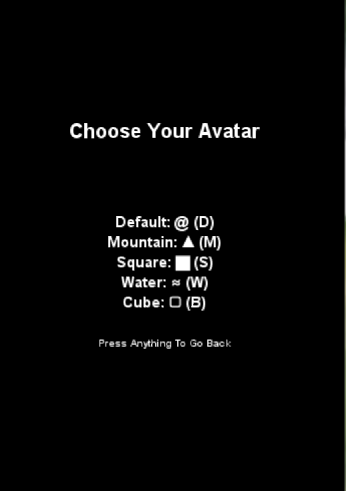 Choose Your Avatar
Default: @ (D)
Mountain: ▲ (M)
Square: ■ (S)
Water: ≈ (W)
Cube: ▢ (B)
Press Anything To Go Back